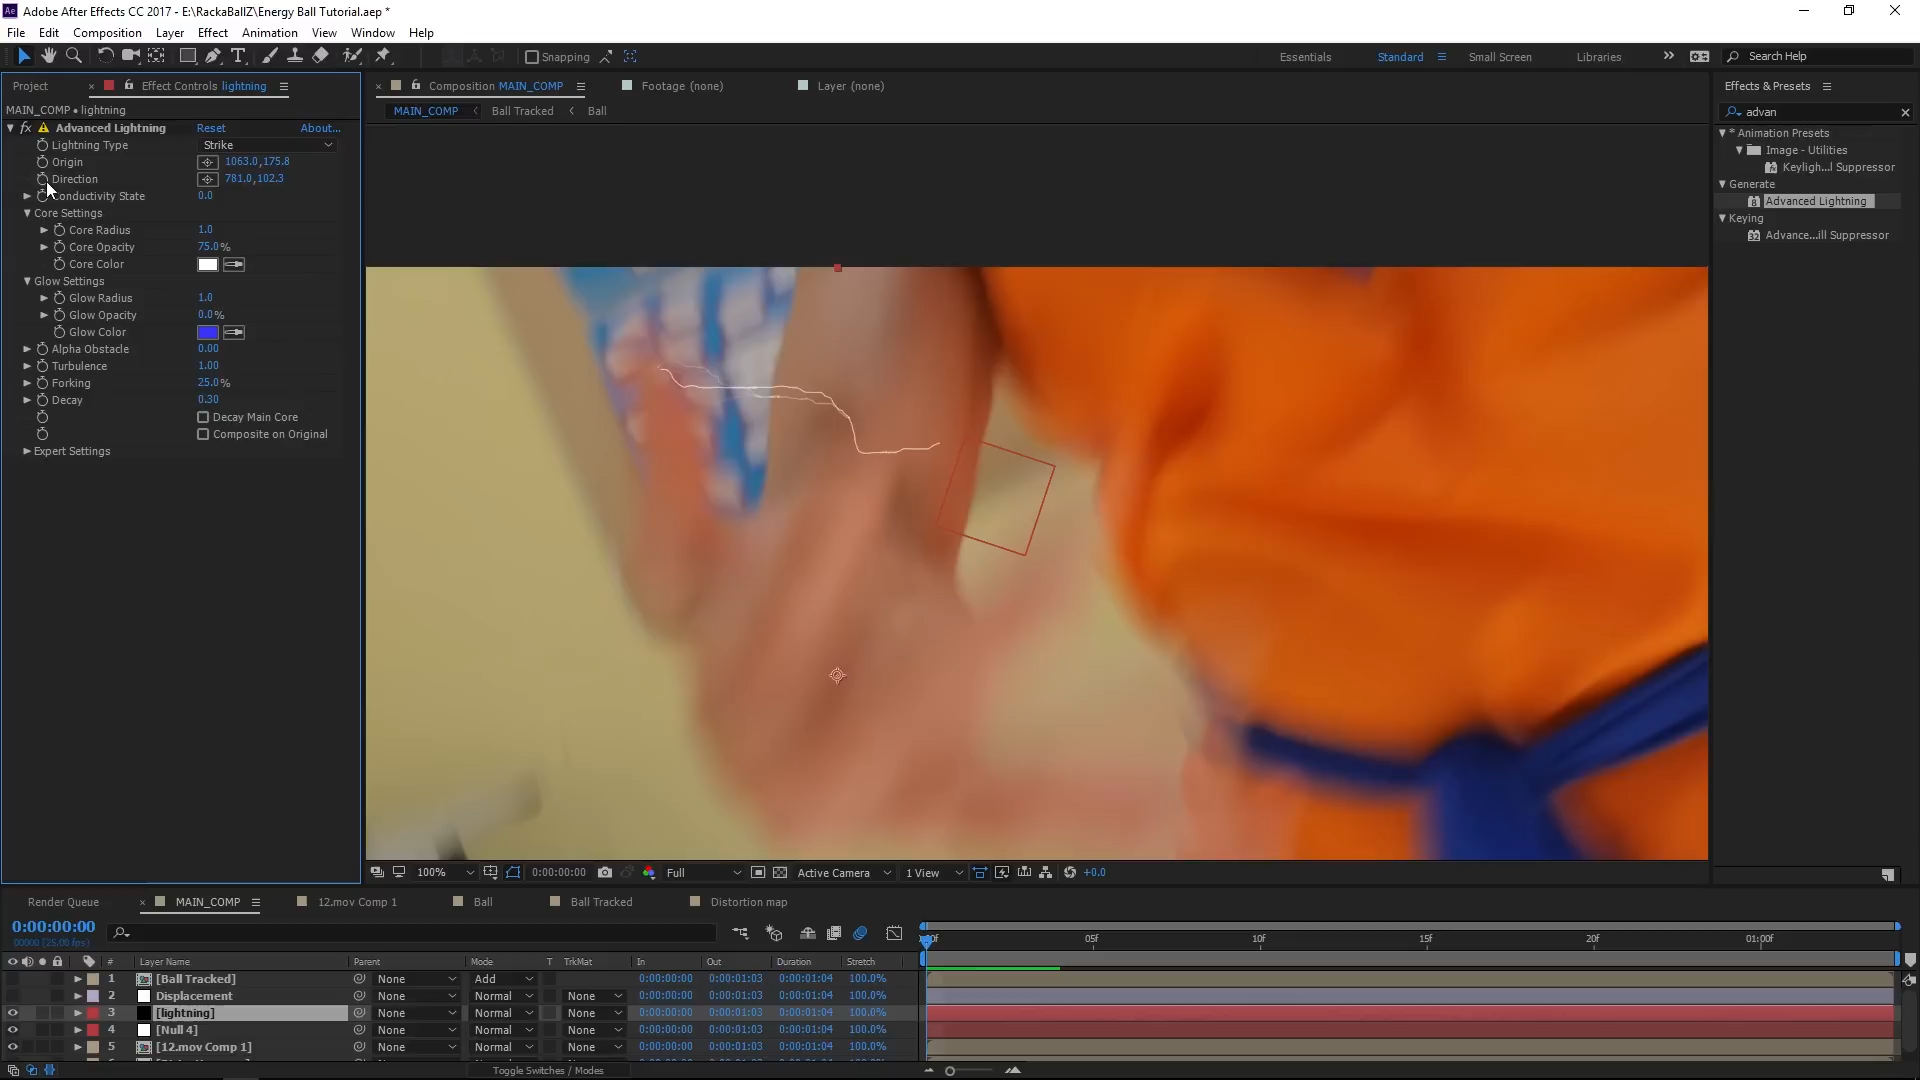 Adobe After Effects CC 2017 - E:\RackaBallZ\Energy Ball Tutorial.aep *
File Edit Composition Layer Effect Animation View Window Help
Snapping Essentials Standard Small Screen Libraries Search Help
Project Effect Controls lightning Composition MAIN_COMP Footage (none) Layer (none) Effects & Presets
MAIN_COMP • lightning MAIN_COMP Ball Tracked Ball advan
Advanced Lightning Reset About...
Lightning Type Strike
Origin 1063.0,175.8
Direction 781.0,102.3
Conductivity State 0.0
Core Settings
Core Radius 1.0
Core Opacity 75.0%
Core Color
Glow Settings
Glow Radius 1.0
Glow Opacity 0.0%
Glow Color
Alpha Obstacle 0.00
Turbulence 1.00
Forking 25.0%
Decay 0.30
Decay Main Core
Composite on Original
Expert Settings
* Animation Presets
Image - Utilities
Keyligh...l Suppressor
Generate
Advanced Lightning
Keying
Advance...ill Suppressor
100% 0:00:00:00 Full Active Camera 1 View +0.0
Render Queue MAIN_COMP 12.mov Comp 1 Ball Ball Tracked Distortion map
0:00:00:00
00000 (25.00 fps)
05f 10f 15f 20f 01:00f
# Layer Name Parent Mode T TrkMat In Out Duration Stretch
1 [Ball Tracked] None Add 0:00:00:00 0:00:01:03 0:00:01:04 100.0%
2 Displacement None Normal None 0:00:00:00 0:00:01:03 0:00:01:04 100.0%
3 [lightning] None Normal None 0:00:00:00 0:00:01:03 0:00:01:04 100.0%
4 [Null 4] None Normal None 0:00:00:00 0:00:01:03 0:00:01:04 100.0%
5 [12.mov Comp 1] None Normal None 0:00:00:00 0:00:01:03 0:00:01:04 100.0%
Toggle Switches / Modes